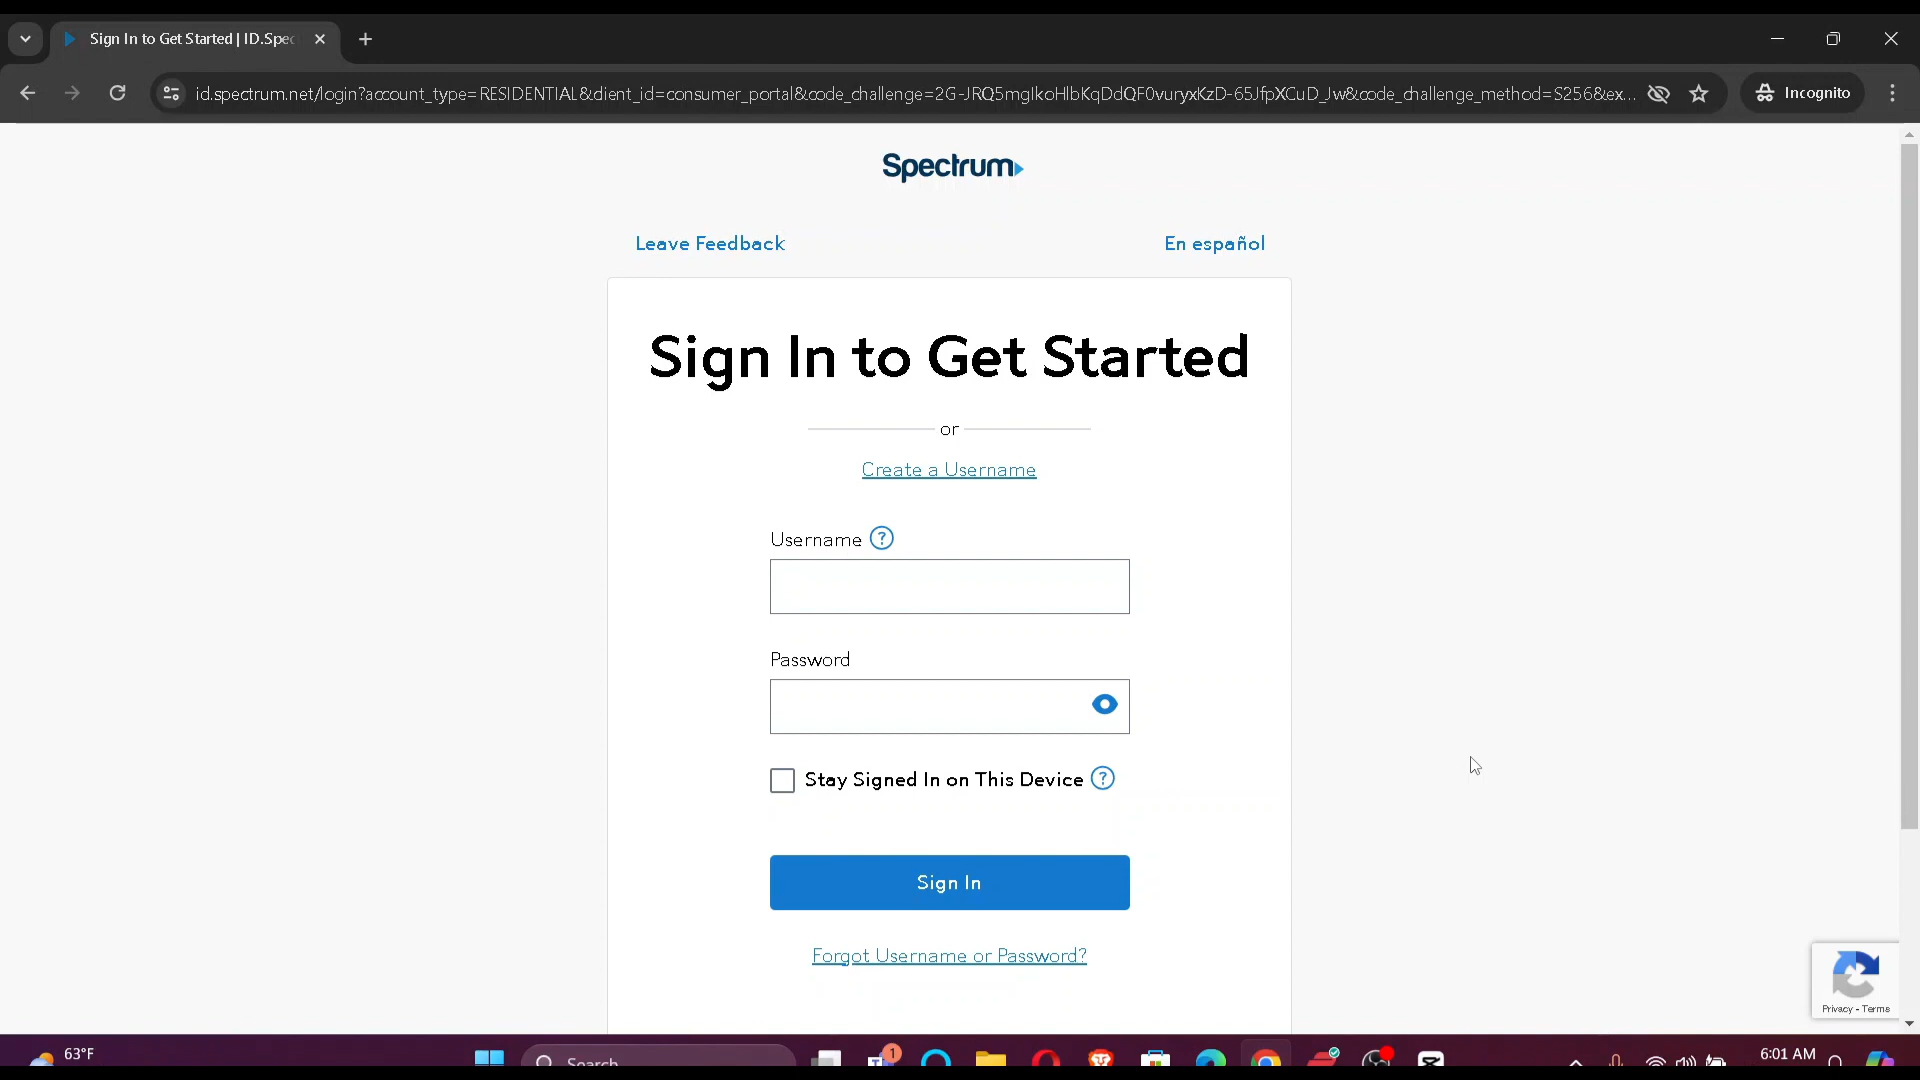 Sign In to Get Started | ID.Spec
id.spectrum.net/login?account_type=RESIDENTIAL&client_id=consumer_portal&code_challenge=2G-JRQ5mglkoHlbKqDdQF0vuryxKzD-65JfpXCuD_Jw&code_challenge_method=S256&ex...
Incognito
Spectrum
Leave Feedback
En español
Sign In to Get Started
or
Create a Username
Username ?
Password
Stay Signed In on This Device ?
Sign In
Forgot Username or Password?
Privacy - Terms
63°F
Search
1
6:01 AM